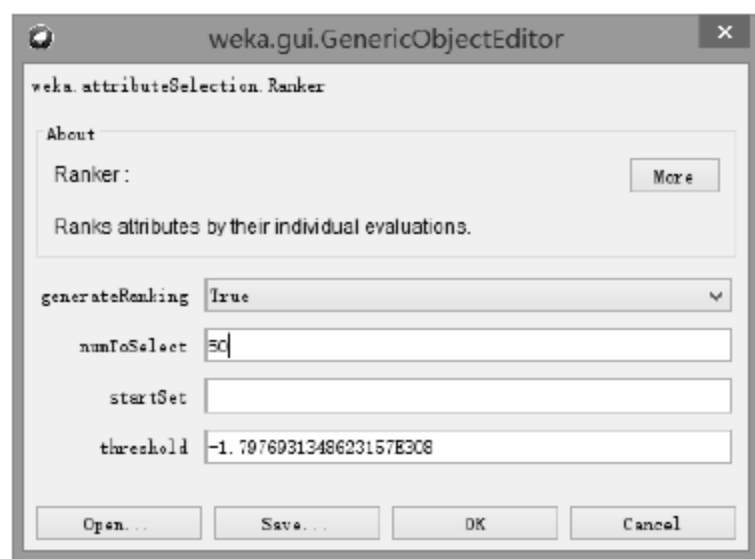 weka.gui.GenericObjectEditor
weka.attributeSelection.Ranker
About
Ranker :
More
Ranks attributes by their individual evaluations.
generateRanking True
numToSelect 50
startSet
threshold -1.7976931348623157E308
Open... Save... OK Cancel